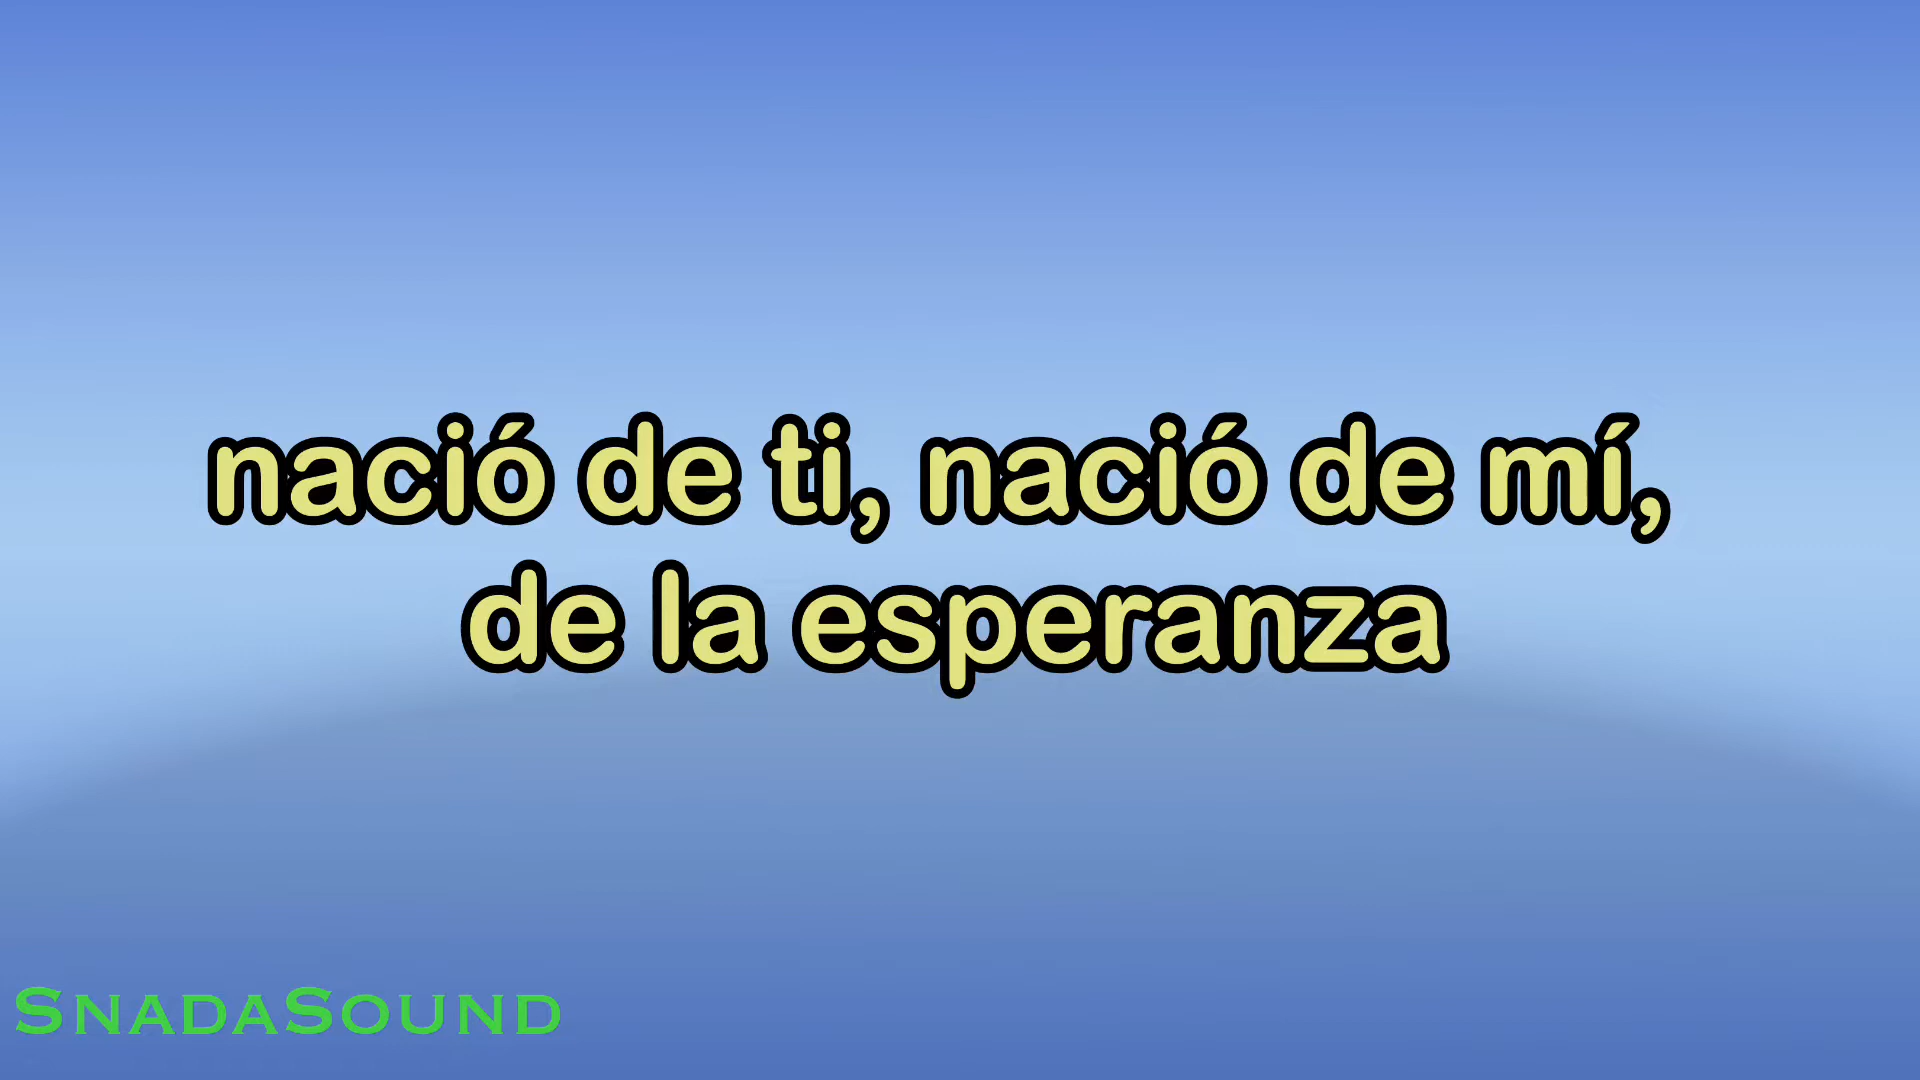 nació de ti, nació de mí,
de la esperanza
SnadaSound